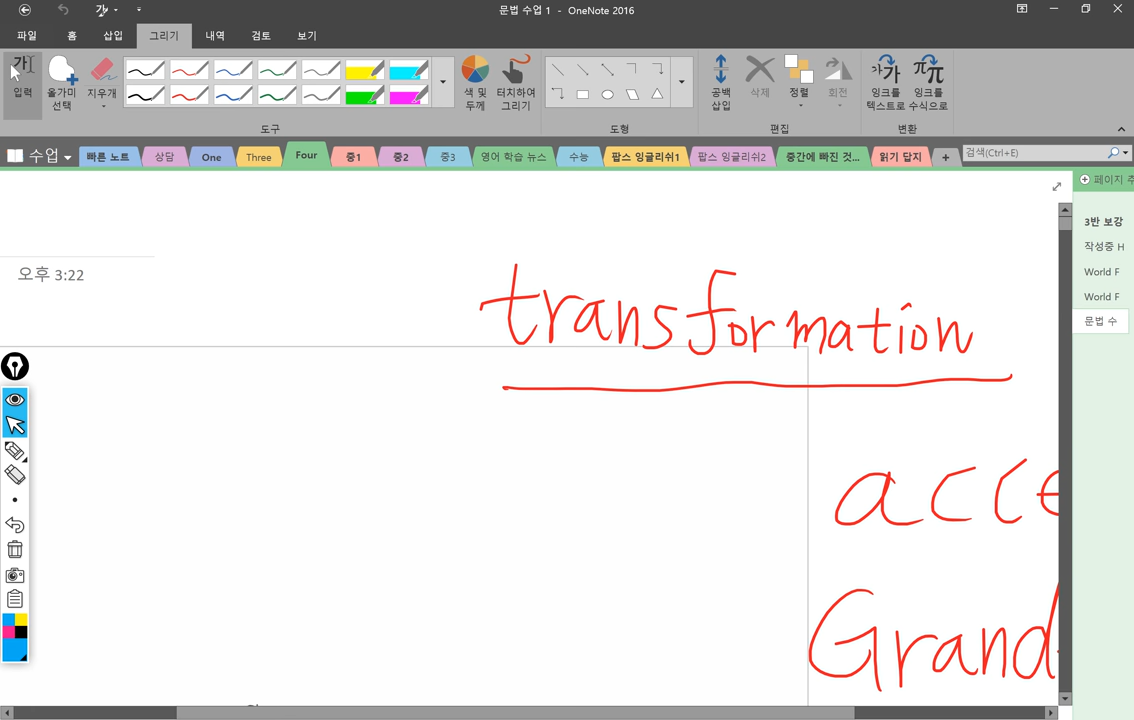 문법 수업 1 - OneNote 2016
파일 홈 삽입 그리기 내역 검토 보기
가 입력 올가미 선택 지우개 색 및 두께 터치하여 그리기 공백 삽입 삭제 정렬 회전 잉크를 텍스트로 잉크를 수식으로
도구 도형 편집 변환
수업 빠른 노트 상담 One Three Four 중1 중2 중3 영어 학습 뉴스 수능 팝스 잉글리쉬1 팝스 잉글리쉬2 중간에 빠진 것... 읽기 답지 + 검색(Ctrl+E)
페이지 추
3반 보강
작성중 H
World F
World F
문법 수
오후 3:22
transformation
acce
Grand